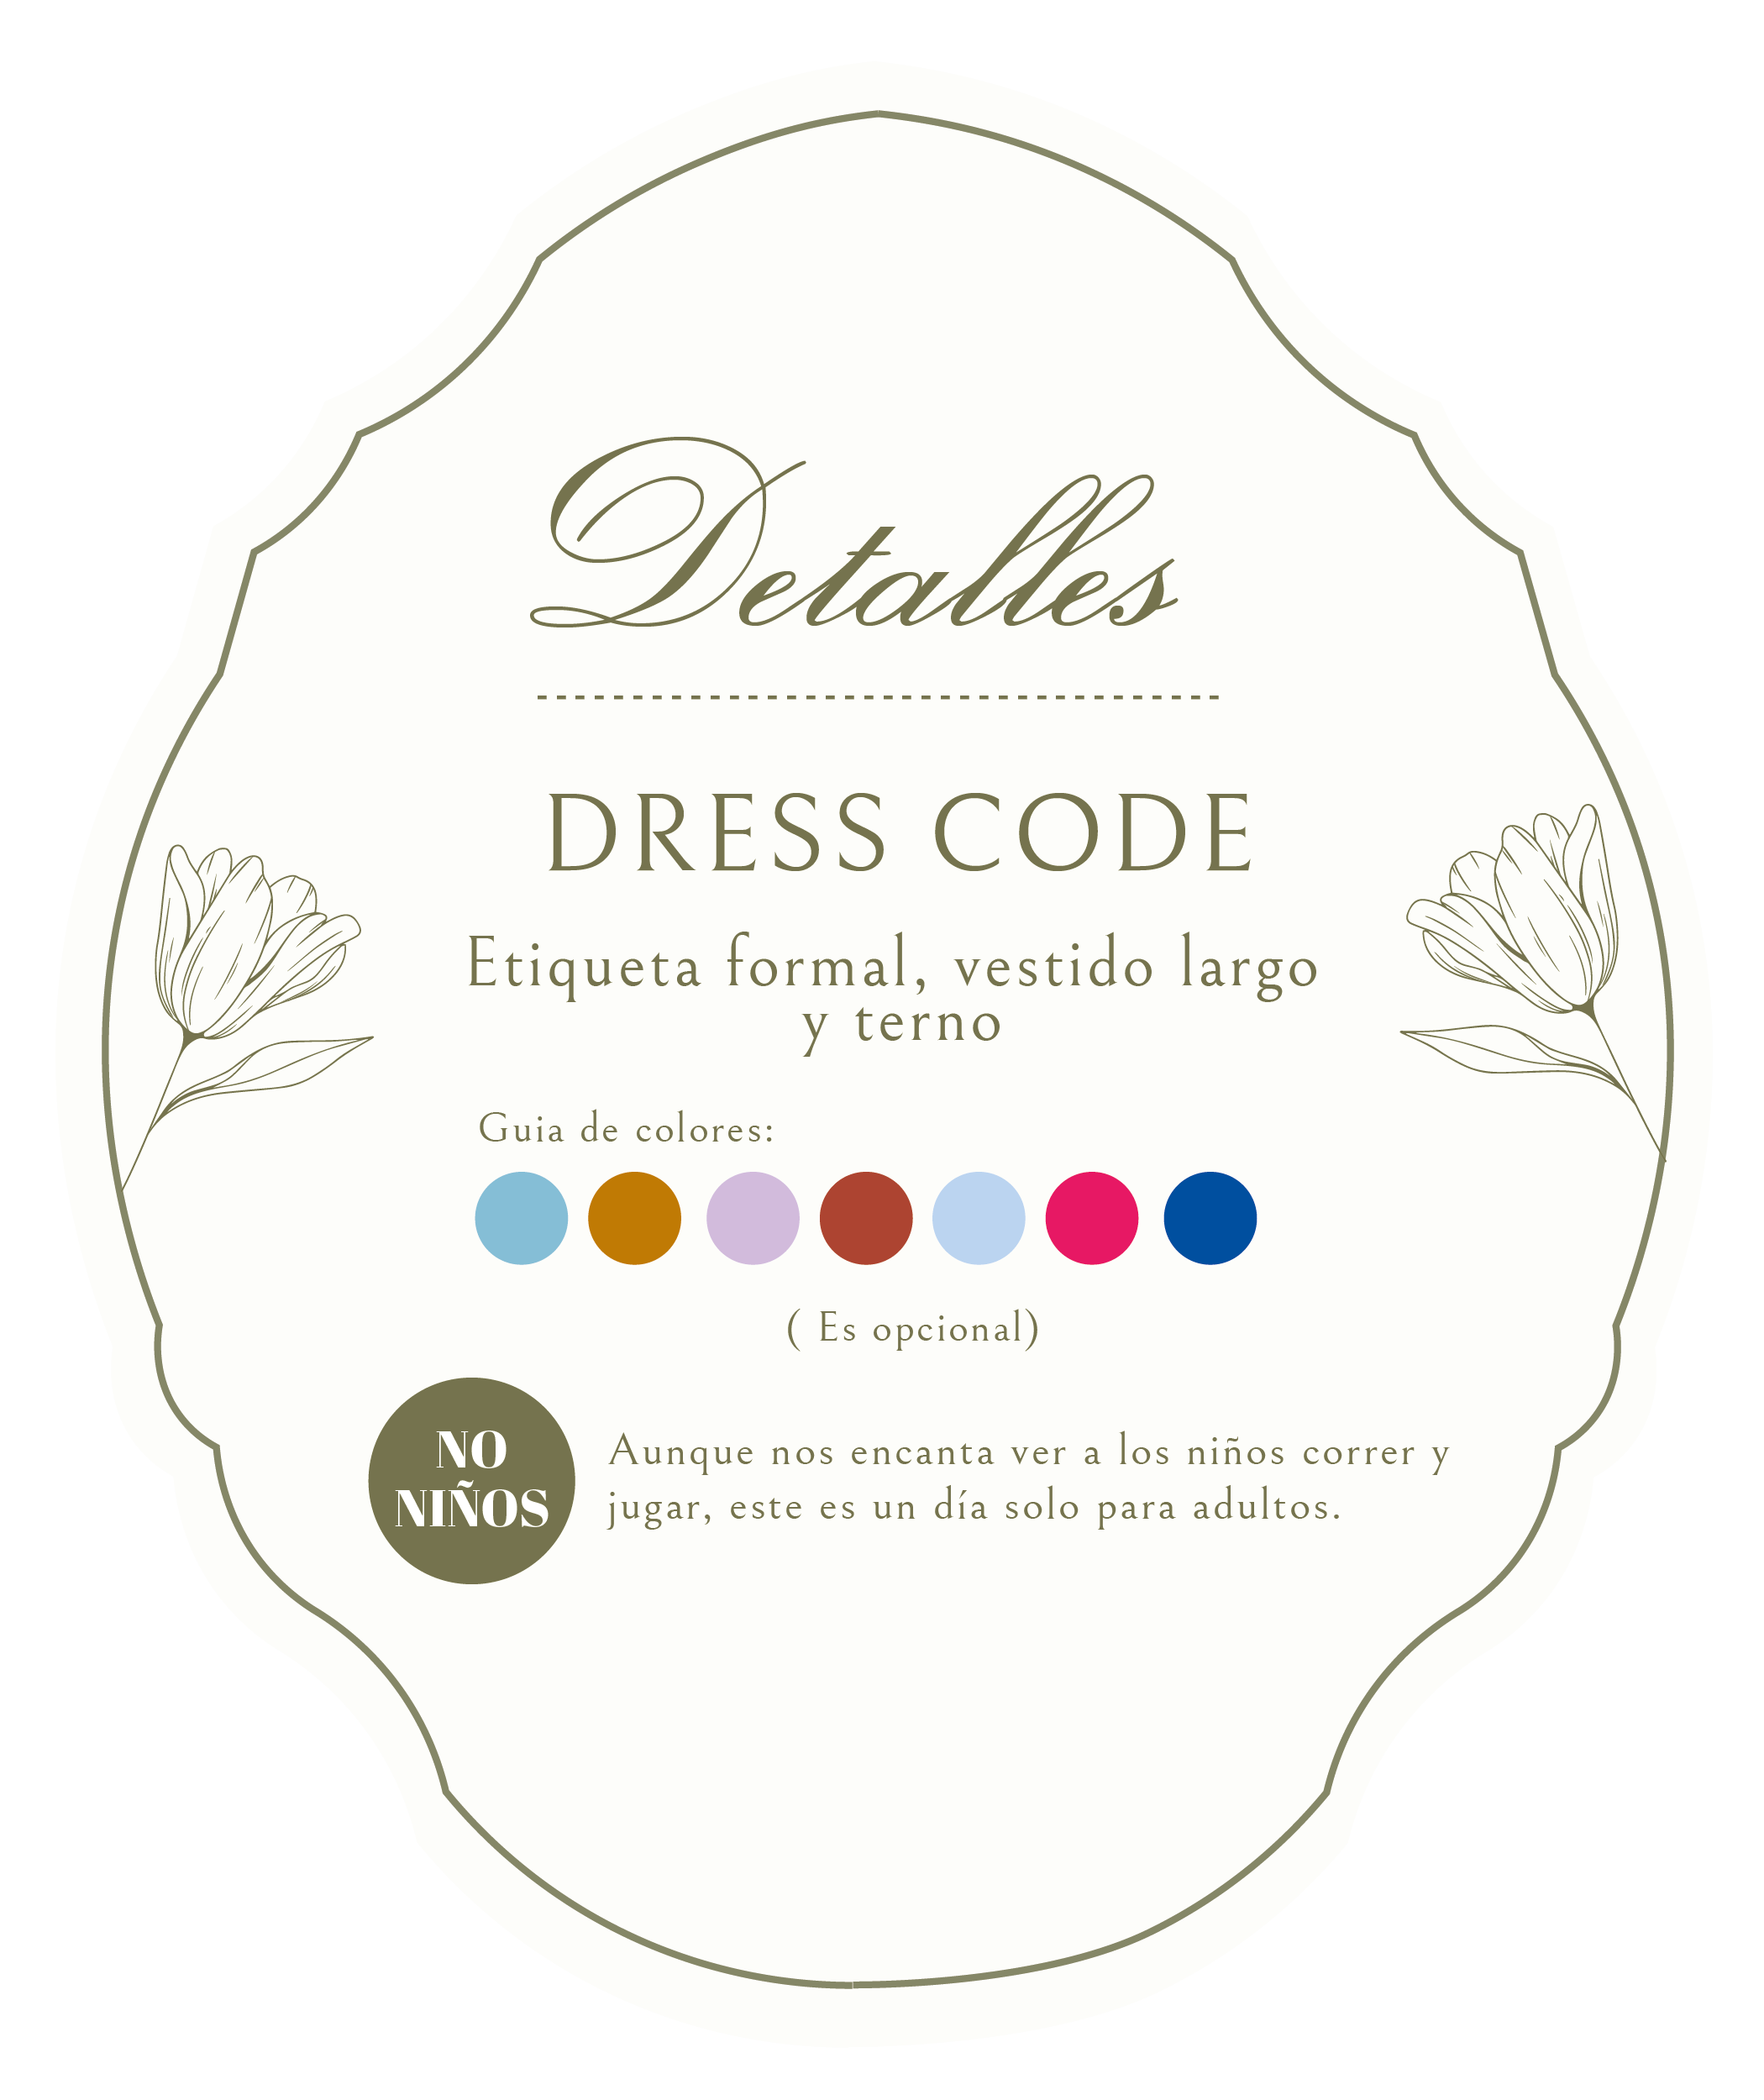 Detalles
DRESS CODE
Etiqueta formal, vestido largo
y terno
Guia de colores:
( Es opcional)
NO
NIÑOS
Aunque nos encanta ver a los niños correr y
jugar, este es un día solo para adultos.